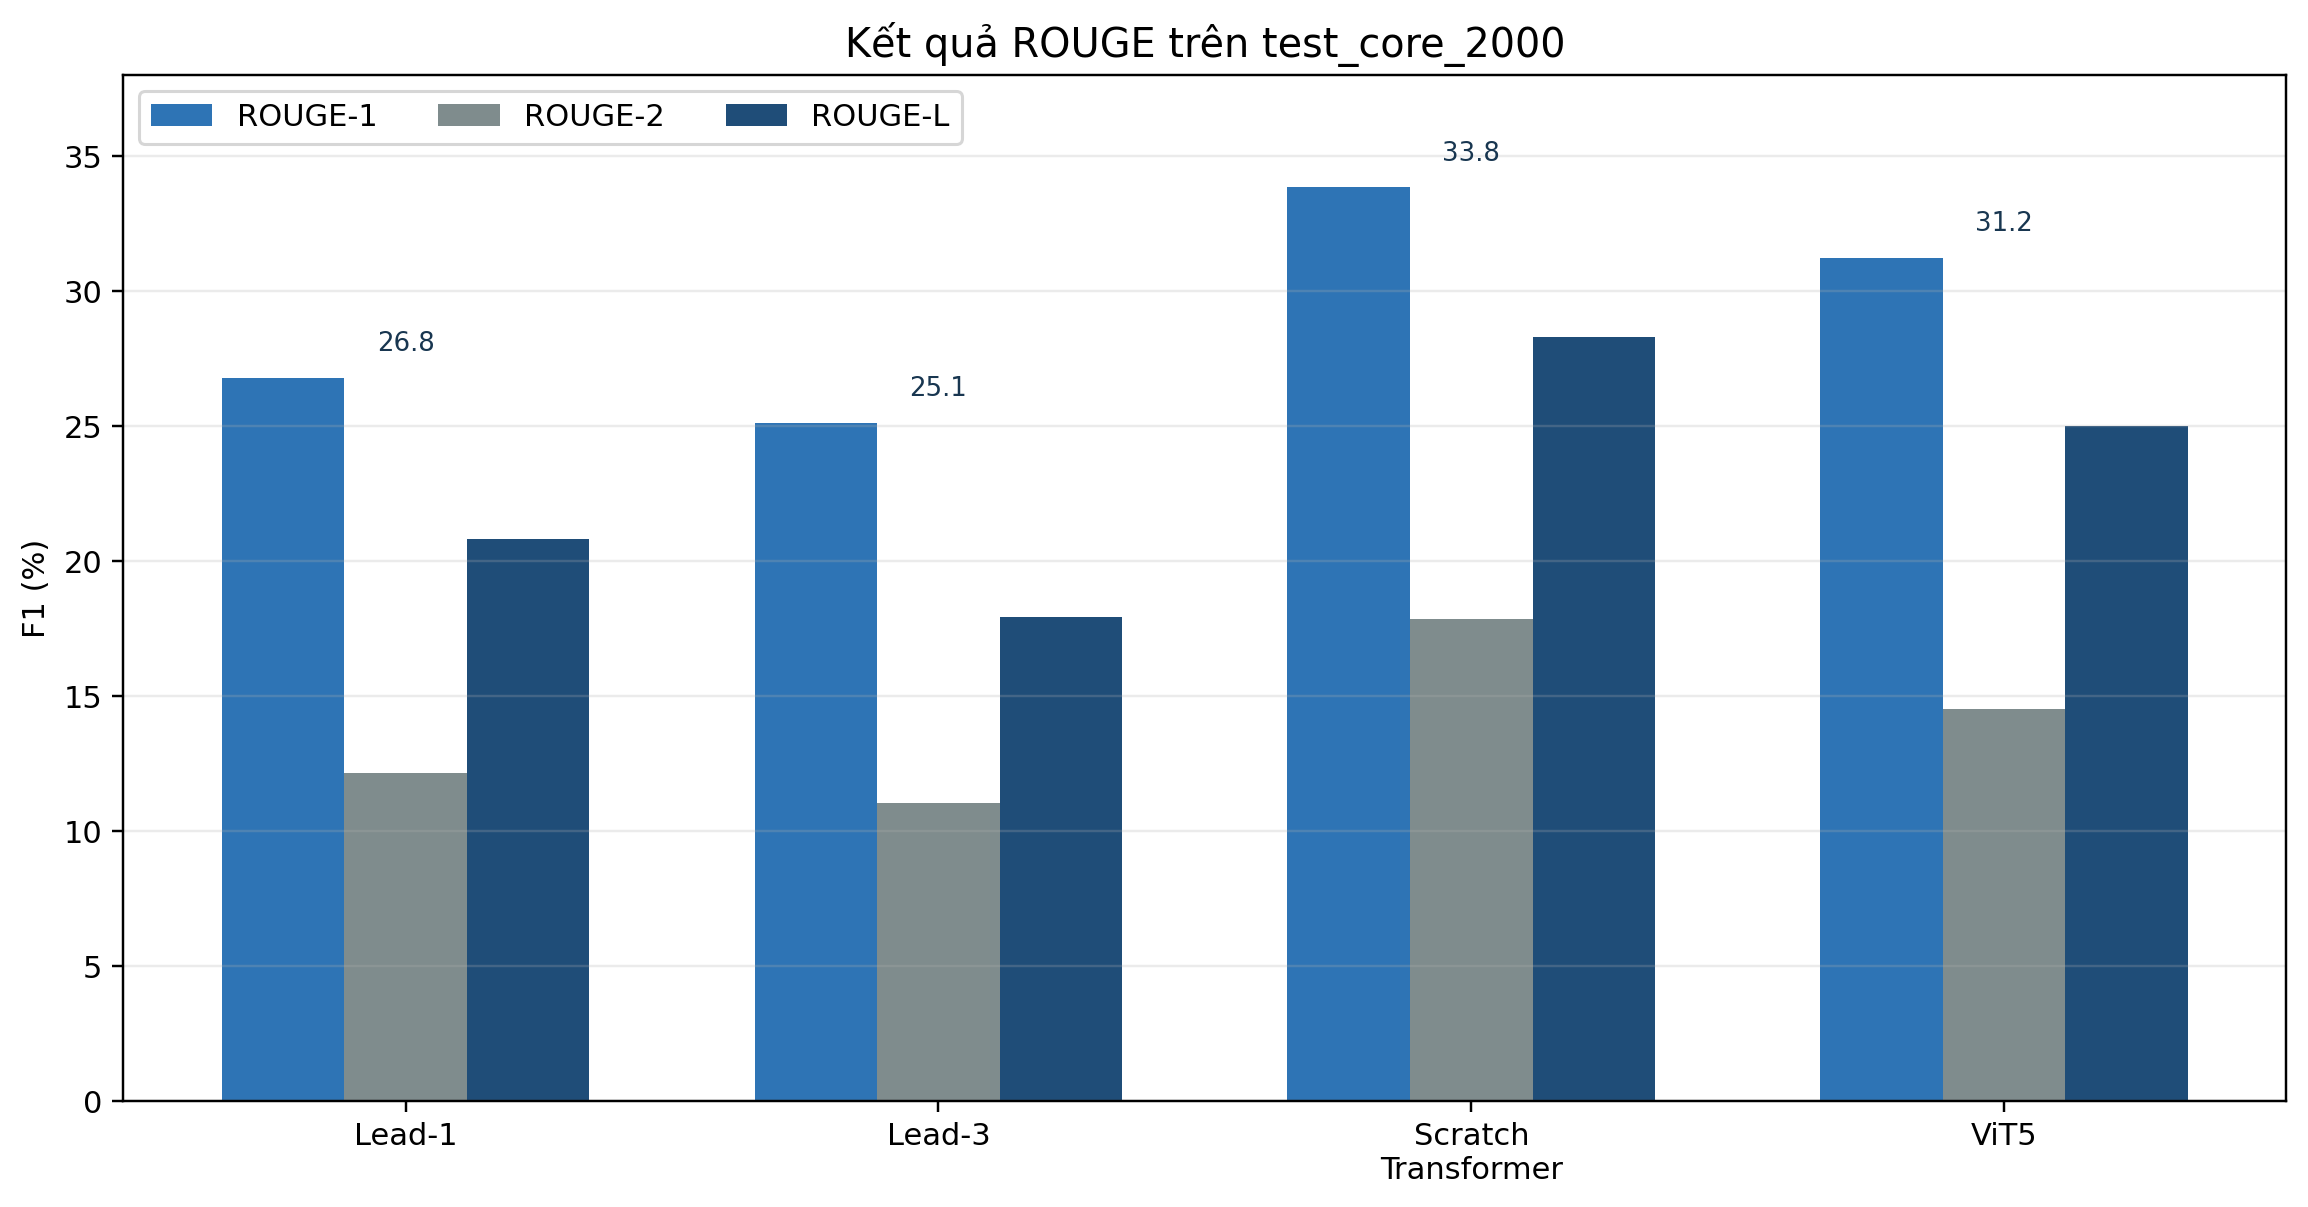 Kết quả ROUGE trên test_core_2000
ROUGE-1 ROUGE-2 ROUGE-L
F1 (%)
35
30
25
20
15
10
5
0
26.8
25.1
33.8
31.2
Lead-1
Lead-3
Scratch
Transformer
ViT5